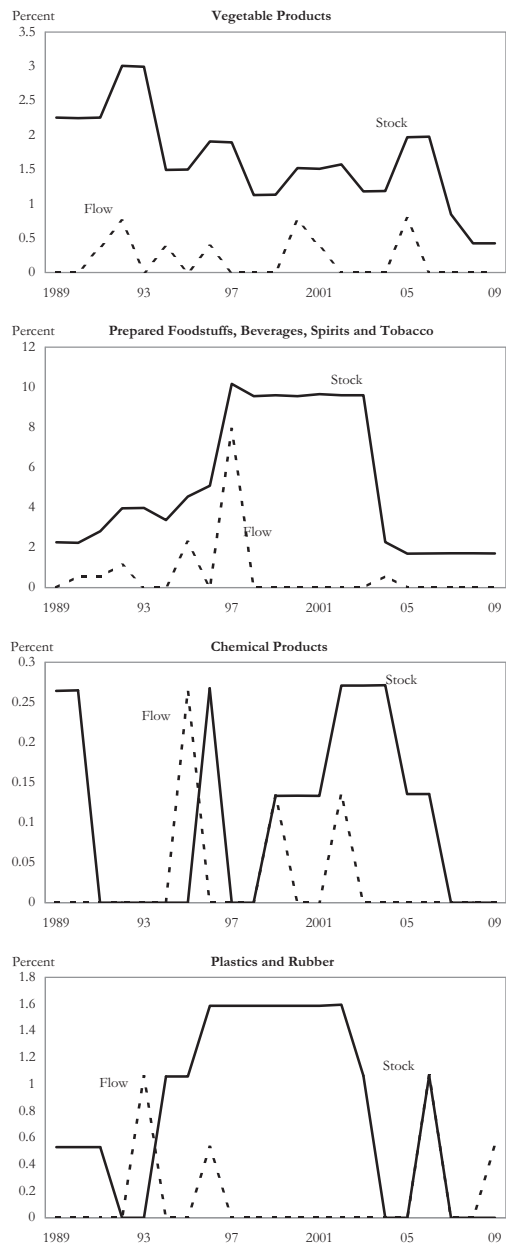 Percent Vegetable Products
3.5
3
2.5
2
Stock
1.5
1
Flow
0.5
0
1989 93 97 2001 05 09
Percent Prepared Foodstuffs, Beverages, Spirits and Tobacco
12
Stock
10
8
6
4
Flow
2
0
1989 93 97 2001 05 09
Percent Chemical Products
0.3
Stock
0.25
Flow
0.2
0.15
0.1
0.05
0
1989 93 97 2001 05 09
Percent Plastics and Rubber
1.8
1.6
1.4
1.2
Stock
Flow
1
0.8
0.6
0.4
0.2
0
1989 93 97 2001 05 09